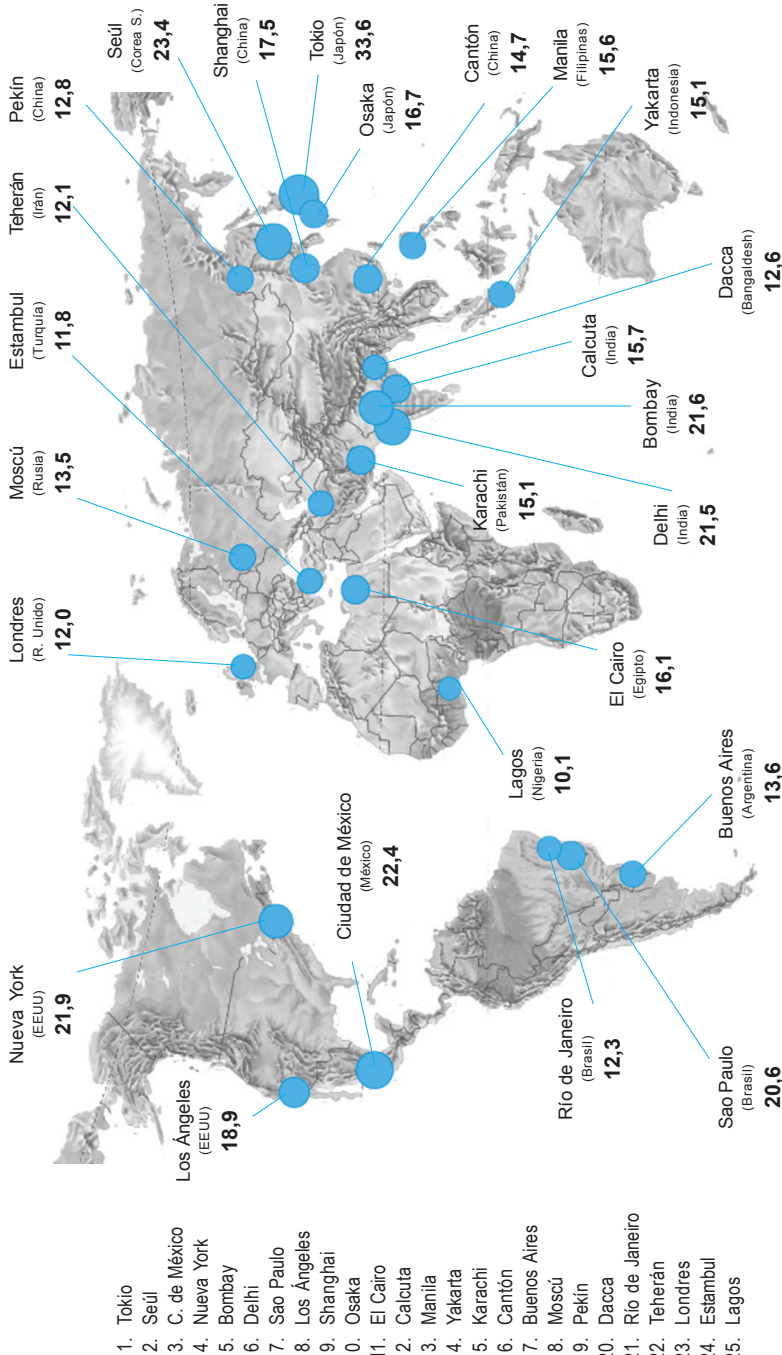 Nueva York
(EEUU)
21,9
Los Ángeles
(EEUU)
18,9
Ciudad de México
(México)
22,4
Río de Janeiro
(Brasil)
12,3
Sao Paulo
(Brasil)
20,6
Buenos Aires
(Argentina)
13,6
Londres
(R. Unido)
12,0
Moscú
(Rusia)
13,5
Estambul
(Turquía)
11,8
Teherán
(Irán)
12,1
Pekín
(China)
12,8
Seúl
(Corea S.)
23,4
Shanghai
(China)
17,5
Tokio
(Japón)
33,6
Osaka
(Japón)
16,7
Cantón
(China)
14,7
Manila
(Filipinas)
15,6
Yakarta
(Indonesia)
15,1
Dacca
(Bangaldesh)
12,6
Calcuta
(India)
15,7
Bombay
(India)
21,6
Delhi
(India)
21,5
Karachi
(Pakistán)
15,1
El Cairo
(Egipto)
16,1
Lagos
(Nigeria)
10,1
1. Tokio
2. Seúl
3. C. de México
4. Nueva York
5. Bombay
6. Delhi
7. Sao Paulo
8. Los Ángeles
9. Shanghai
0. Osaka
11. El Cairo
2. Calcuta
3. Manila
4. Yakarta
5. Karachi
6. Cantón
7. Buenos Aires
8. Moscú
9. Pekín
20. Dacca
21. Río de Janeiro
22. Teherán
23. Londres
24. Estambul
25. Lagos